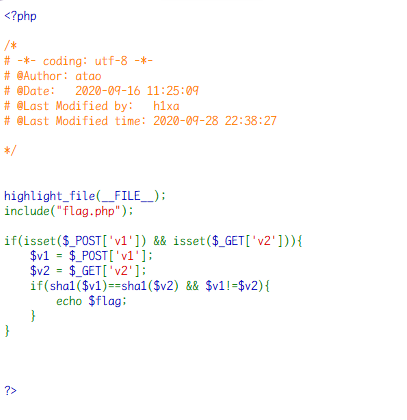 <?php
/*
# -*- coding: utf-8 -*-
# @Author: atao
# @Date:   2020-09-16 11:25:09
# @Last Modified by:   h1xa
# @Last Modified time: 2020-09-28 22:38:27
*/
highlight_file(__FILE__);
include("flag.php");
if(isset($_POST['v1']) && isset($_GET['v2'])){
    $v1 = $_POST['v1'];
    $v2 = $_GET['v2'];
    if(sha1($v1)==sha1($v2) && $v1!=$v2){
        echo $flag;
    }
}
?>